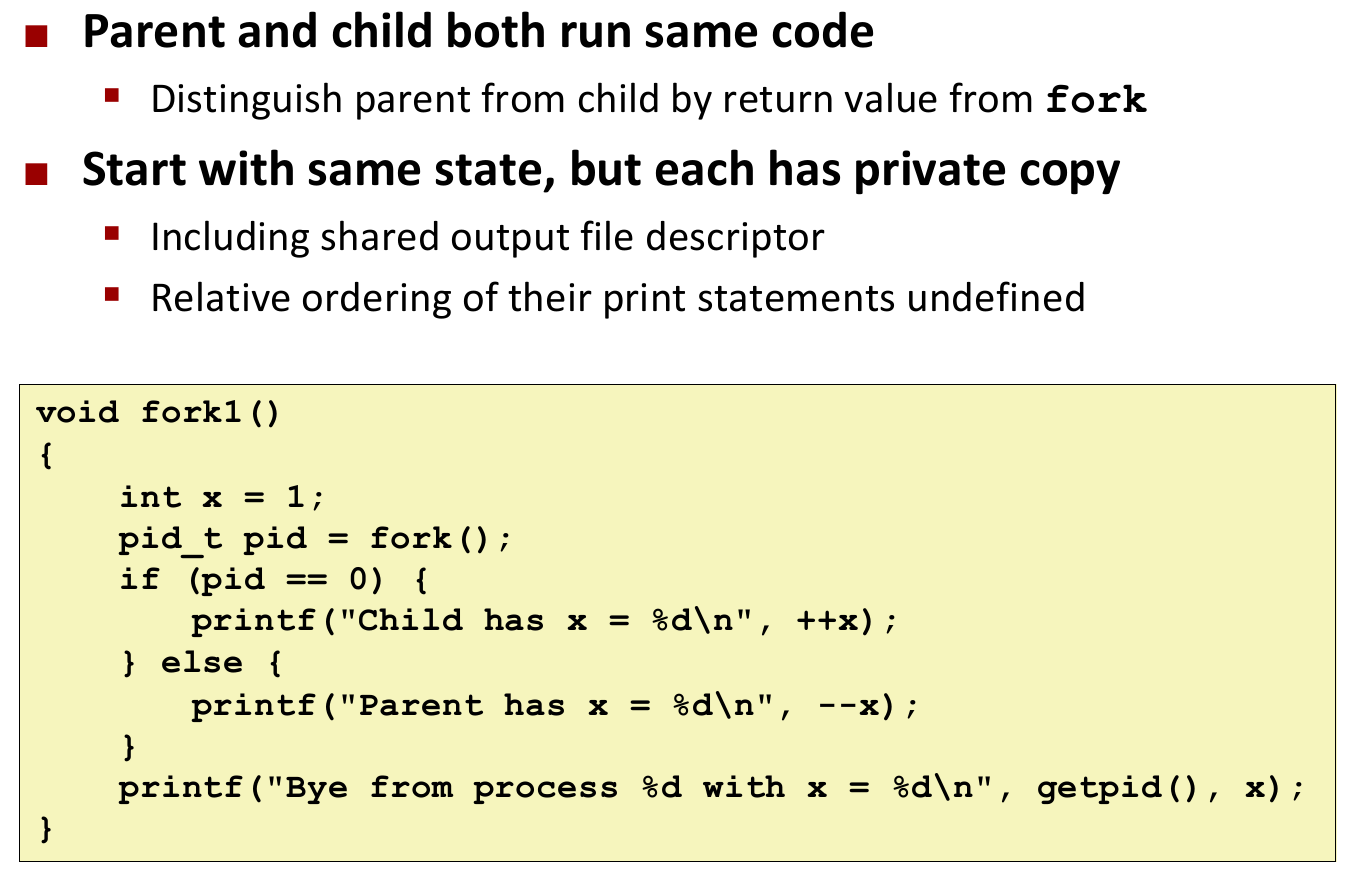 Parent and child both run same code
Distinguish parent from child by return value from fork
Start with same state, but each has private copy
Including shared output file descriptor
Relative ordering of their print statements undefined
void fork1()
{
    int x = 1;
    pid_t pid = fork();
    if (pid == 0) {
        printf("Child has x = %d\n", ++x);
    } else {
        printf("Parent has x = %d\n", --x);
    }
    printf("Bye from process %d with x = %d\n", getpid(), x);
}